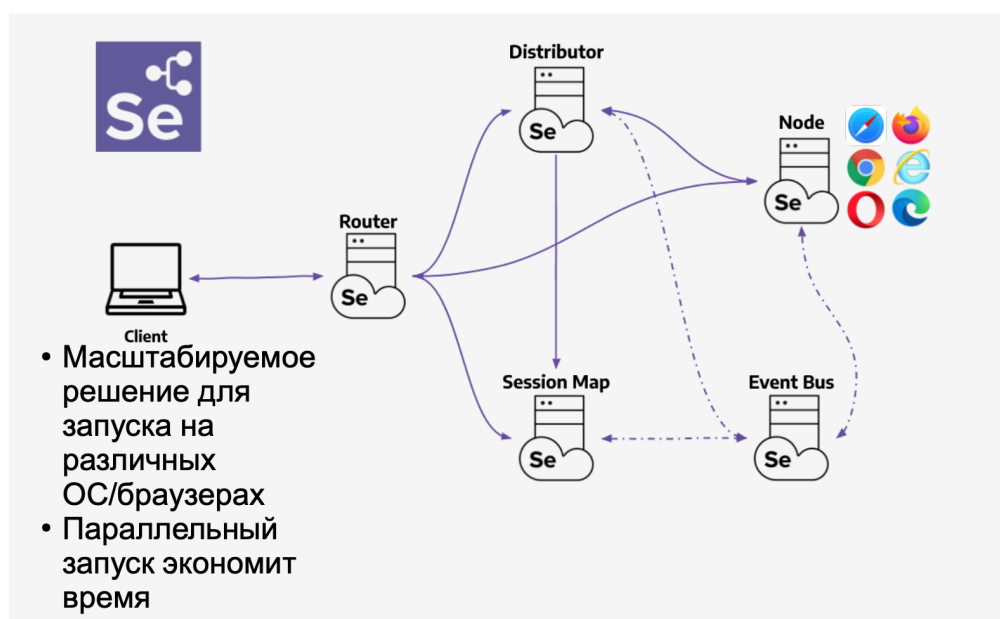 Se
Distributor
Se
Node
Se
Router
Se
Client
• Масштабируемое
решение для
запуска на
различных
ОС/браузерах
• Параллельный
запуск экономит
время
Session Map
Se
Event Bus
Se